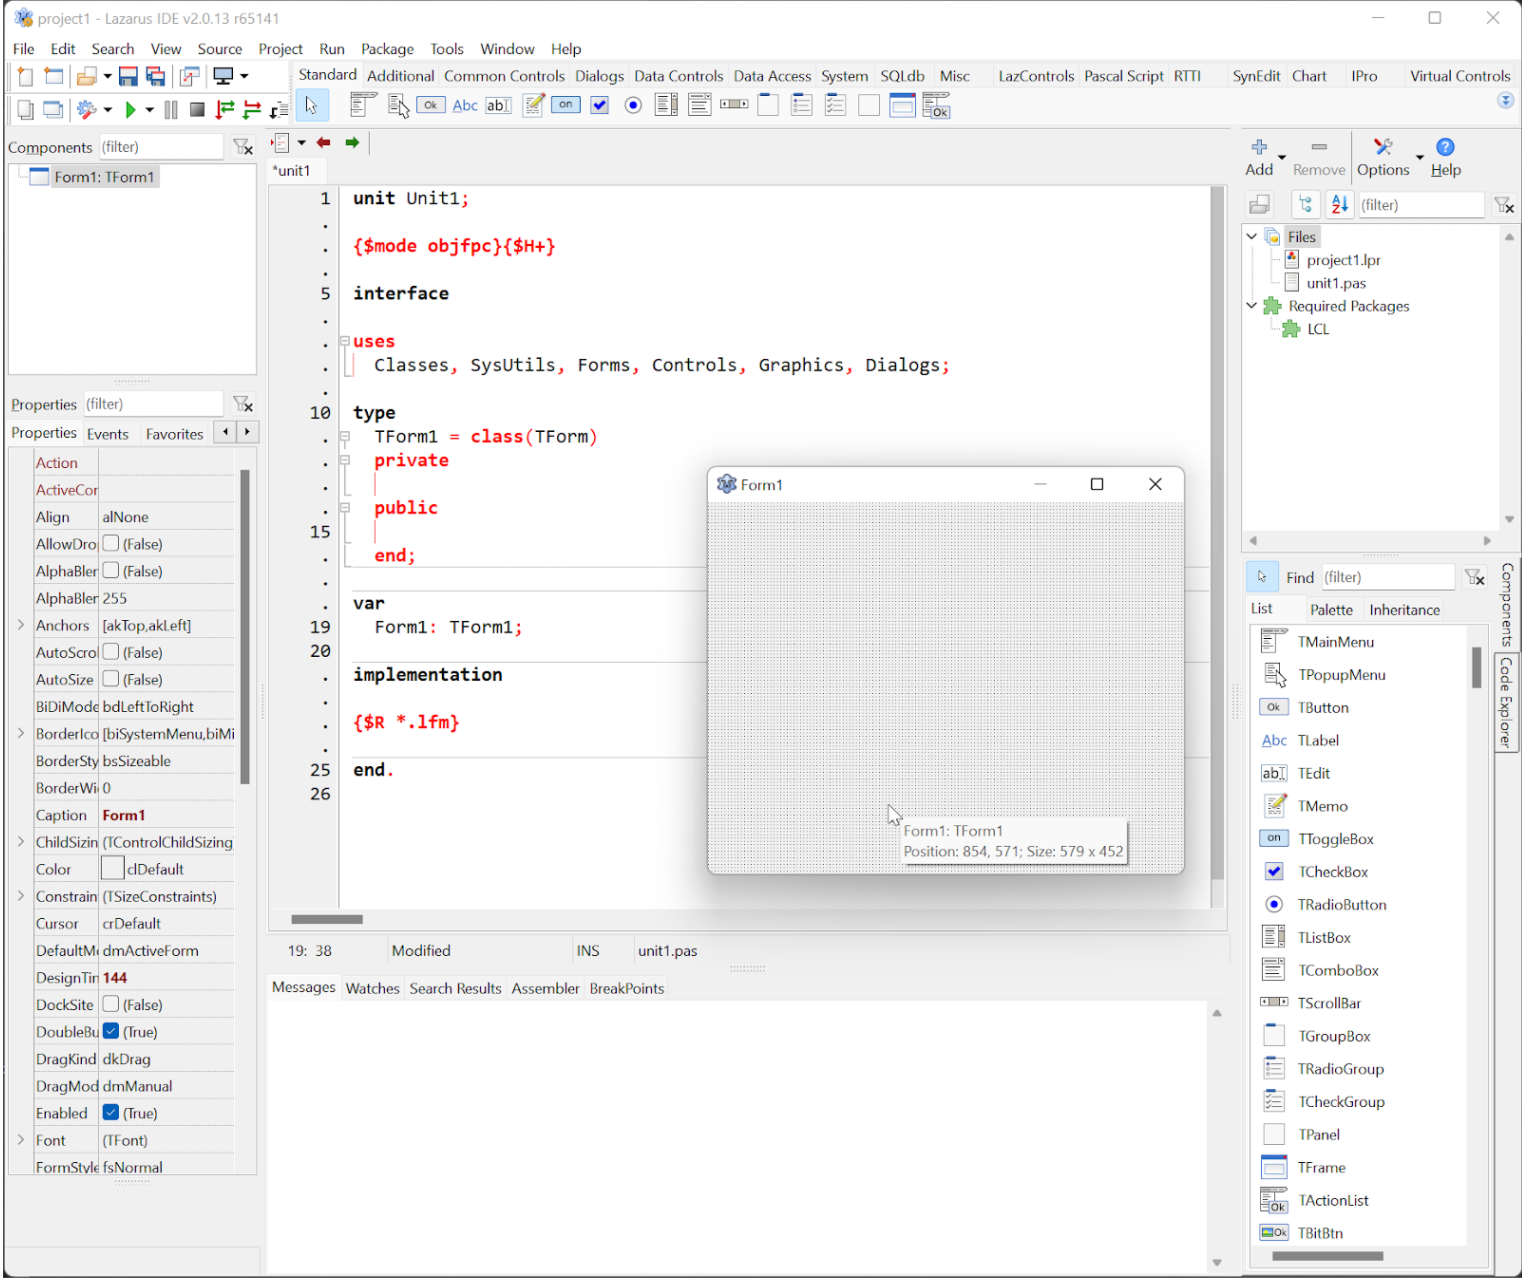 project1 - Lazarus IDE v2.0.13 r65141
File Edit Search View Source Project Run Package Tools Window Help
Standard Additional Common Controls Dialogs Data Controls Data Access System SQLdb Misc LazControls Pascal Script RTTI SynEdit Chart IPro Virtual Controls
Ok Abc ab on Ok
Components (filter)
Form1: TForm1
Properties (filter)
Properties Events Favorites
Action
ActiveCor
Align alNone
AllowDro (False)
AlphaBler (False)
AlphaBler 255
Anchors [akTop,akLeft]
AutoScrol (False)
AutoSize (False)
BiDiMode bdLeftToRight
BorderIco [biSystemMenu,biMi
BorderSty bsSizeable
BorderWi 0
Caption Form1
ChildSizin (TControlChildSizing
Color clDefault
Constrain (TSizeConstraints)
Cursor crDefault
DefaultMo dmActiveForm
DesignTin 144
DockSite (False)
DoubleBu (True)
DragKind dkDrag
DragMod dmManual
Enabled (True)
Font (TFont)
FormStyle fsNormal
*unit1
1 unit Unit1;
.
. {$mode objfpc}{$H+}
.
5 interface
.
. uses
. Classes, SysUtils, Forms, Controls, Graphics, Dialogs;
.
10 type
. TForm1 = class(TForm)
. private
.
. public
15
. end;
.
. var
19 Form1: TForm1;
20
. implementation
.
. {$R *.lfm}
.
25 end.
26
Form1
Form1: TForm1
Position: 854, 571; Size: 579 x 452
19: 38 Modified INS unit1.pas
Messages Watches Search Results Assembler BreakPoints
Add Remove Options Help
(filter)
Files
project1.lpr
unit1.pas
Required Packages
LCL
Find (filter)
List Palette Inheritance
TMainMenu
TPopupMenu
Ok TButton
Abc TLabel
ab TEdit
TMemo
on TToggleBox
TCheckBox
TRadioButton
TListBox
TComboBox
TScrollBar
TGroupBox
TRadioGroup
TCheckGroup
TPanel
TFrame
Ok TActionList
Ok TBitBtn
Components
Code Explorer